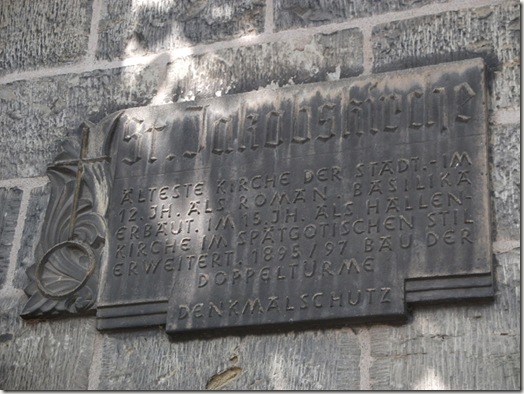 St. Jakobskirche
ÄLTESTE KIRCHE DER STADT.-IM
12.JH. ALS ROMAN. BASILIKA
ERBAUT. IM 15.JH. ALS HALLEN-
KIRCHE IM SPÄTGOTISCHEN STIL
ERWEITERT. 1895/97 BAU DER
DOPPELTÜRME
DENKMALSCHUTZ